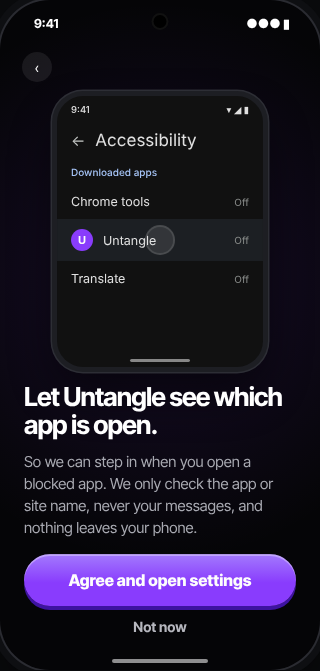 9:41
‹
9:41
← Accessibility
Downloaded apps
Chrome tools Off
U Untangle Off
Translate Off
Let Untangle see which
app is open.
So we can step in when you open a
blocked app. We only check the app or
site name, never your messages, and
nothing leaves your phone.
Agree and open settings
Not now